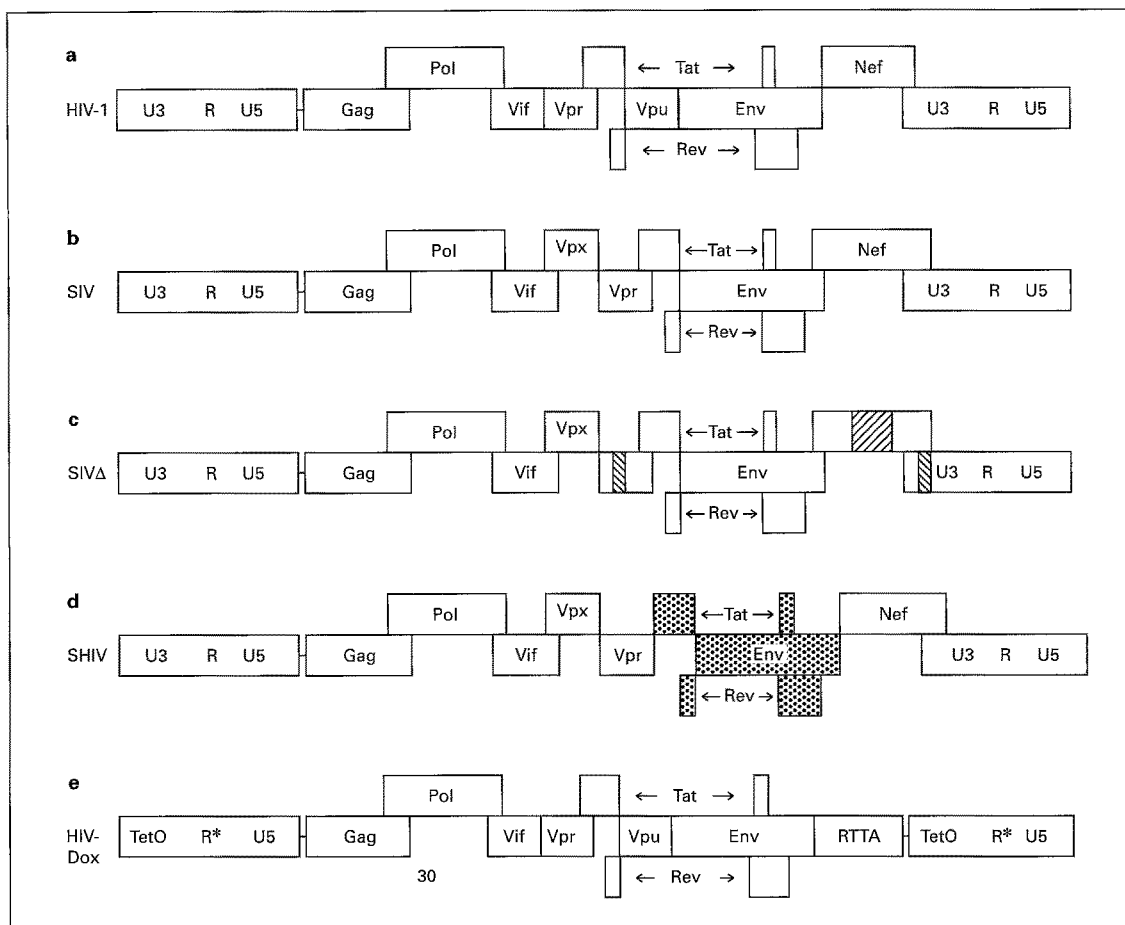 a
Pol ← Tat → Nef
HIV-1 U3 R U5 Gag Vif Vpr Vpu Env U3 R U5
← Rev →
b
Pol Vpx ←Tat→ Nef
SIV U3 R U5 Gag Vif Vpr Env U3 R U5
←Rev→
c
Pol Vpx ←Tat→
SIVΔ U3 R U5 Gag Vif Env U3 R U5
←Rev→
d
Pol Vpx ←Tat→ Nef
SHIV U3 R U5 Gag Vif Vpr Env U3 R U5
←Rev→
e
Pol ← Tat →
HIV-Dox TetO R* U5 Gag Vif Vpr Vpu Env RTTA TetO R* U5
30 ← Rev →